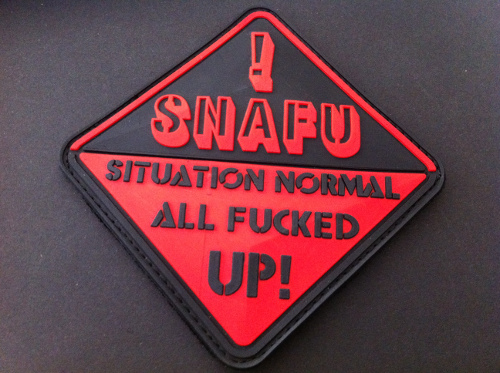 !
SNAFU
SITUATION NORMAL
ALL FUCKED
UP!